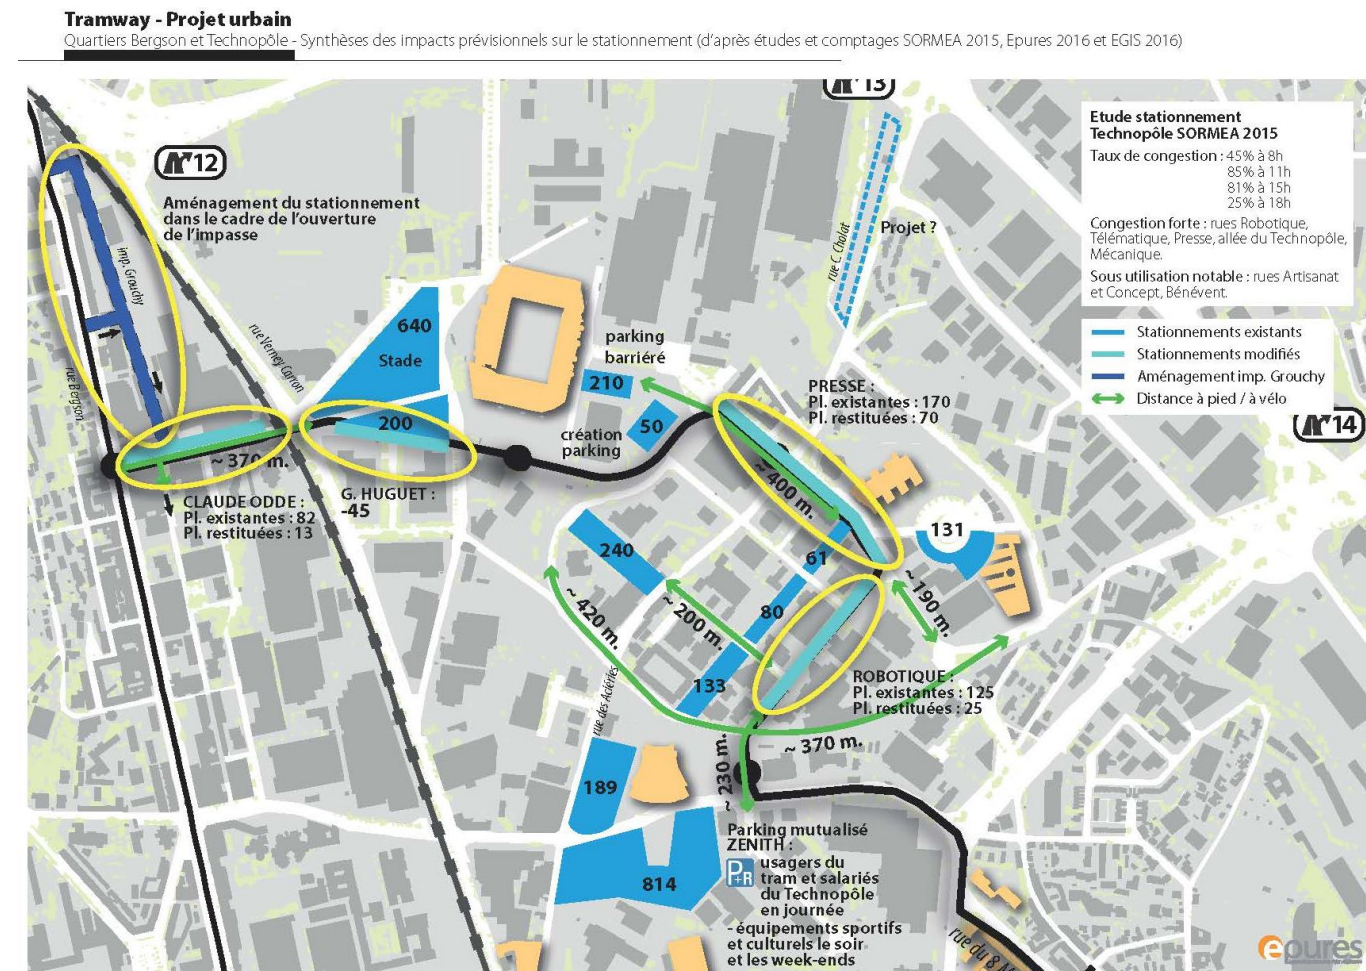 Tramway - Projet urbain
Quartiers Bergson et Technopôle - Synthèses des impacts prévisionnels sur le stationnement (d'après études et comptages SORMEA 2015, Epures 2016 et EGIS 2016)
13
Etude stationnement
Technopôle SORMEA 2015
Taux de congestion : 45% à 8h
85% à 11h
81% à 15h
25% à 18h
Congestion forte : rues Robotique,
Télématique, Presse, allée du Technopôle,
Mécanique.
Sous utilisation notable : rues Artisanat
et Concept, Bénévent.
Stationnements existants
Stationnements modifiés
Aménagement imp. Grouchy
Distance à pied / à vélo
12
Aménagement du stationnement
dans le cadre de l'ouverture
de l'impasse
imp. Grouchy
rue Verney Carron
rue Bergson
rue C. Cholat
Projet ?
14
640
Stade
200
parking
barriéré
210
50
création
parking
PRESSE :
Pl. existantes : 170
Pl. restituées : 70
~ 370 m.
CLAUDE ODDE :
Pl. existantes : 82
Pl. restituées : 13
G. HUGUET :
-45
~ 400 m.
131
61
240
80
133
~ 420 m.
~ 200 m.
~ 190 m.
ROBOTIQUE :
Pl. existantes : 125
Pl. restituées : 25
rue des Aciéries
~ 370 m.
~ 230 m.
189
814
Parking mutualisé
ZENITH :
P+R
usagers du
tram et salariés
du Technopôle
en journée
- équipements sportifs
et culturels le soir
et les week-ends
rue du 8 M
epures